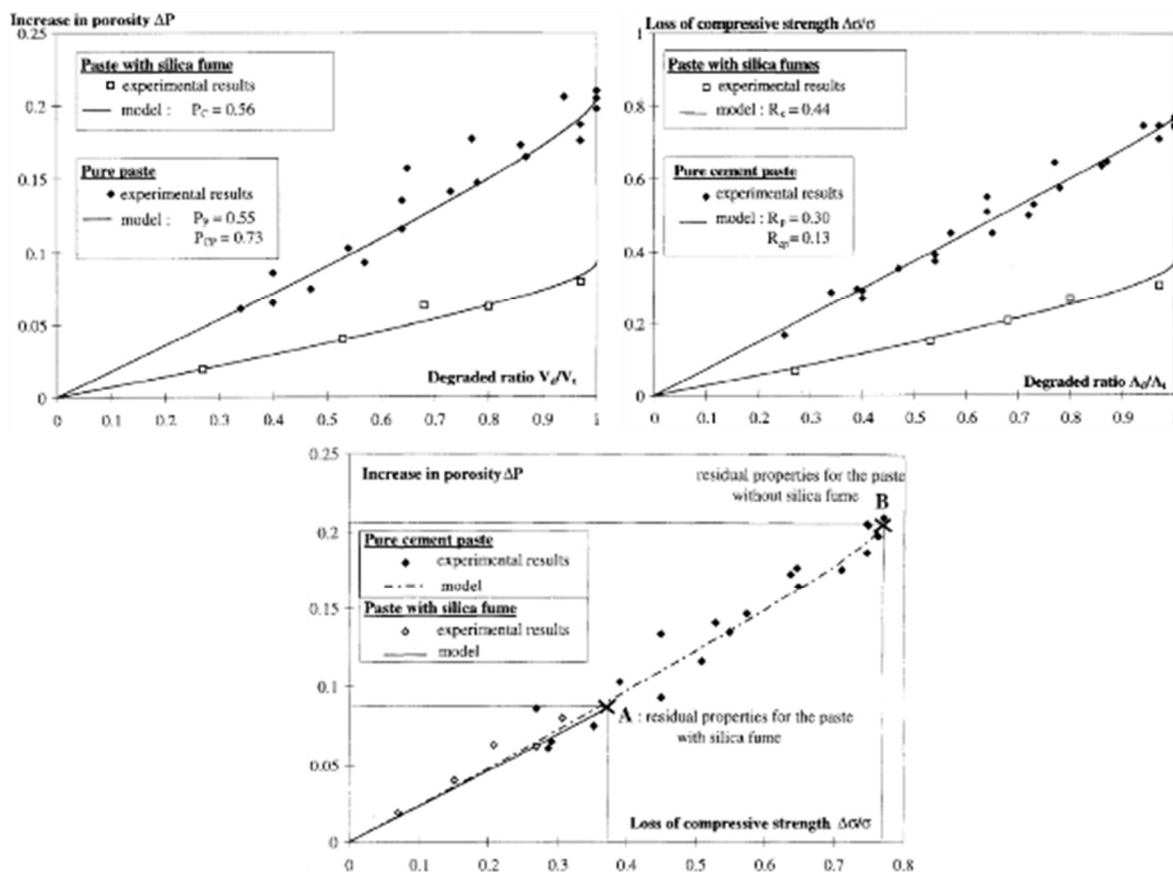 Increase in porosity ΔP
0.25
Paste with silica fume
experimental results
model : P_C = 0.56
0.2
0.15
Pure paste
experimental results
model : P_P = 0.55
P_CP = 0.73
0.1
0.05
Degraded ratio V_d/V_t
0
0 0.1 0.2 0.3 0.4 0.5 0.6 0.7 0.8 0.9 1
Loss of compressive strength Δσ/σ
1
Paste with silica fumes
experimental results
model : R_c = 0.44
0.8
0.6
Pure cement paste
experimental results
model : R_p = 0.30
R_cp = 0.13
0.4
0.2
Degraded ratio A_d/A_t
0
0 0.1 0.2 0.3 0.4 0.5 0.6 0.7 0.8 0.9 1
0.25
Increase in porosity ΔP
residual properties for the paste
without silica fume
B
0.2
Pure cement paste
experimental results
model
0.15
Paste with silica fume
experimental results
model
0.1
A : residual properties for the paste
with silica fume
0.05
Loss of compressive strength Δσ/σ
0
0 0.1 0.2 0.3 0.4 0.5 0.6 0.7 0.8